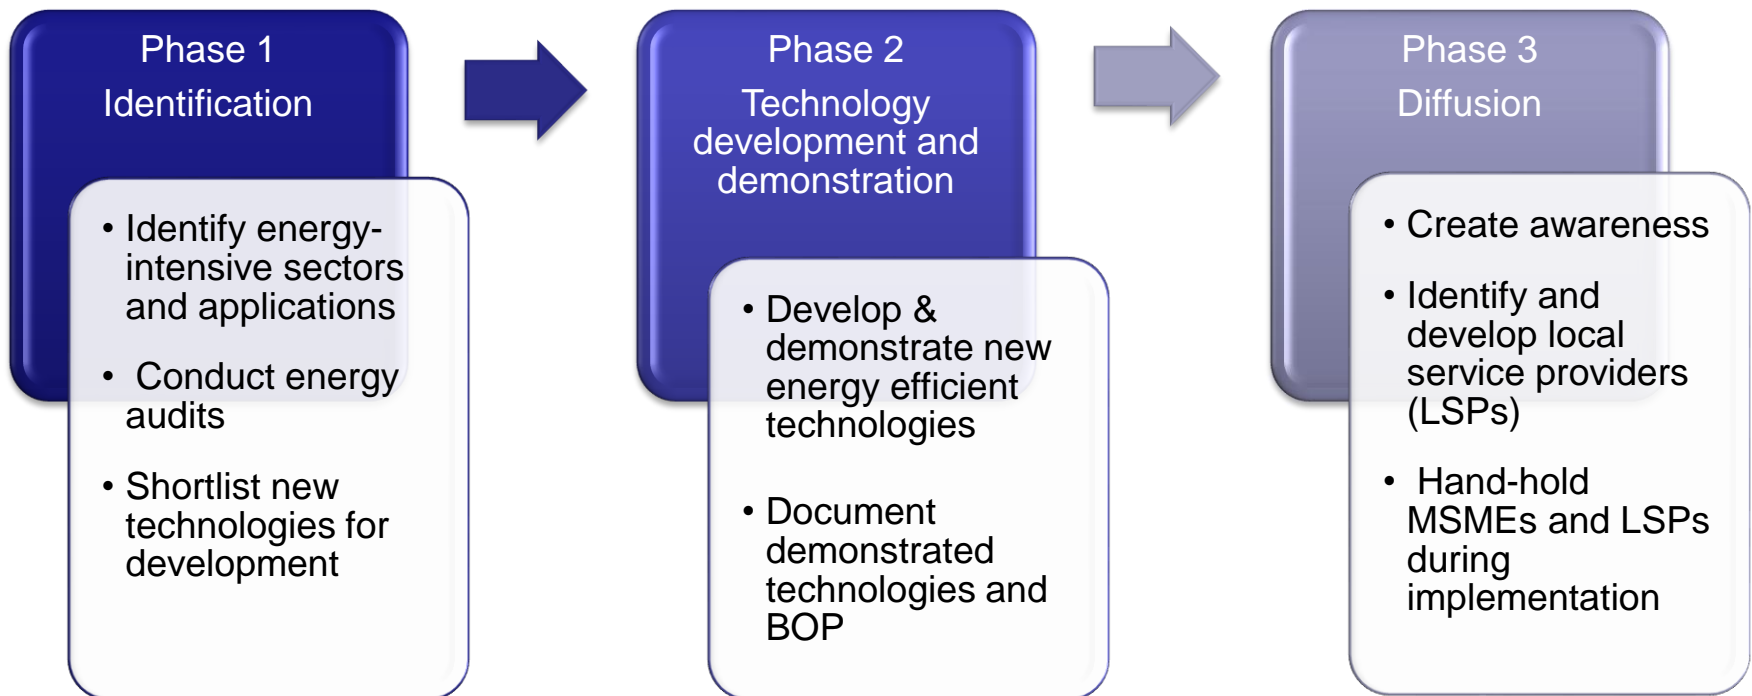 Phase 1
Identification
• Identify energy-
intensive sectors
and applications
• Conduct energy
audits
• Shortlist new
technologies for
development
Phase 2
Technology
development and
demonstration
• Develop &
demonstrate new
energy efficient
technologies
• Document
demonstrated
technologies and
BOP
Phase 3
Diffusion
• Create awareness
• Identify and
develop local
service providers
(LSPs)
• Hand-hold
MSMEs and LSPs
during
implementation